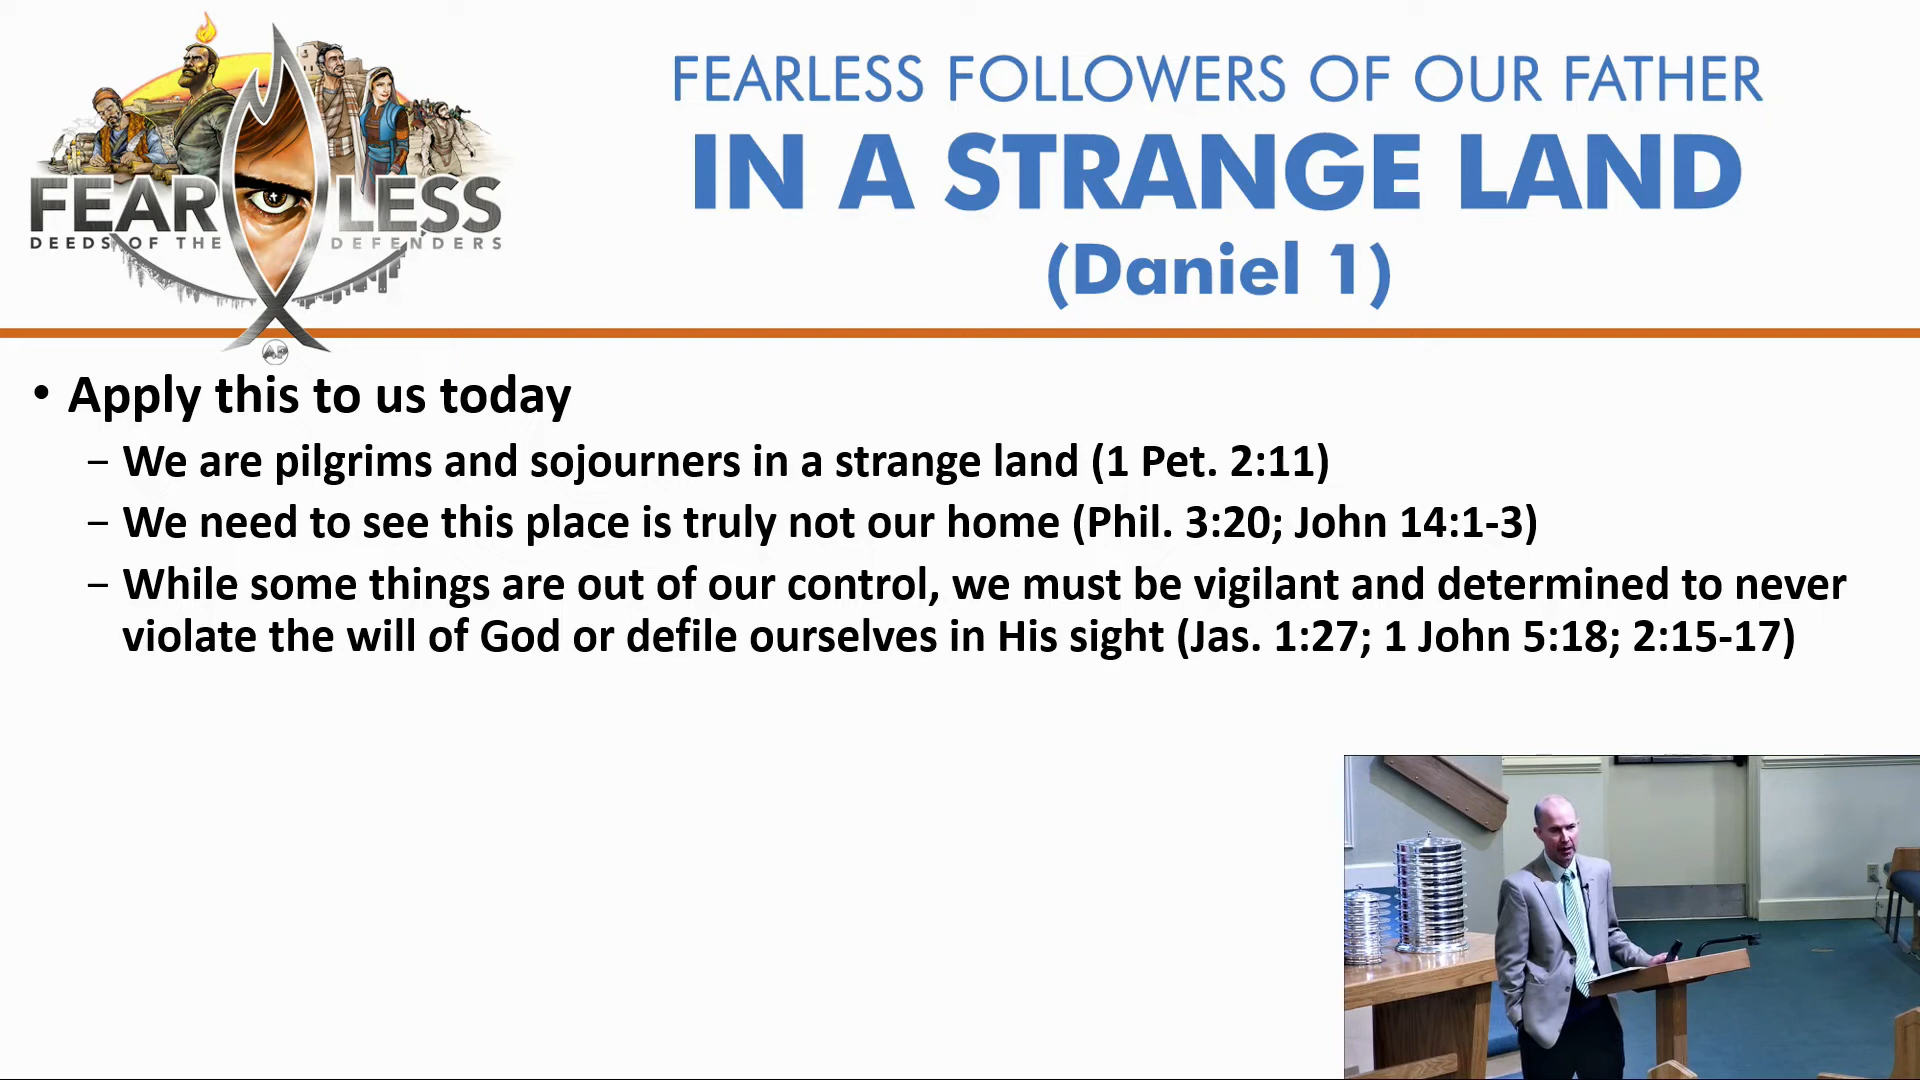 FEARLESS
DEEDS OF THE DEFENDERS
AP
FEARLESS FOLLOWERS OF OUR FATHER
IN A STRANGE LAND
(Daniel 1)
• Apply this to us today
– We are pilgrims and sojourners in a strange land (1 Pet. 2:11)
– We need to see this place is truly not our home (Phil. 3:20; John 14:1-3)
– While some things are out of our control, we must be vigilant and determined to never
violate the will of God or defile ourselves in His sight (Jas. 1:27; 1 John 5:18; 2:15-17)